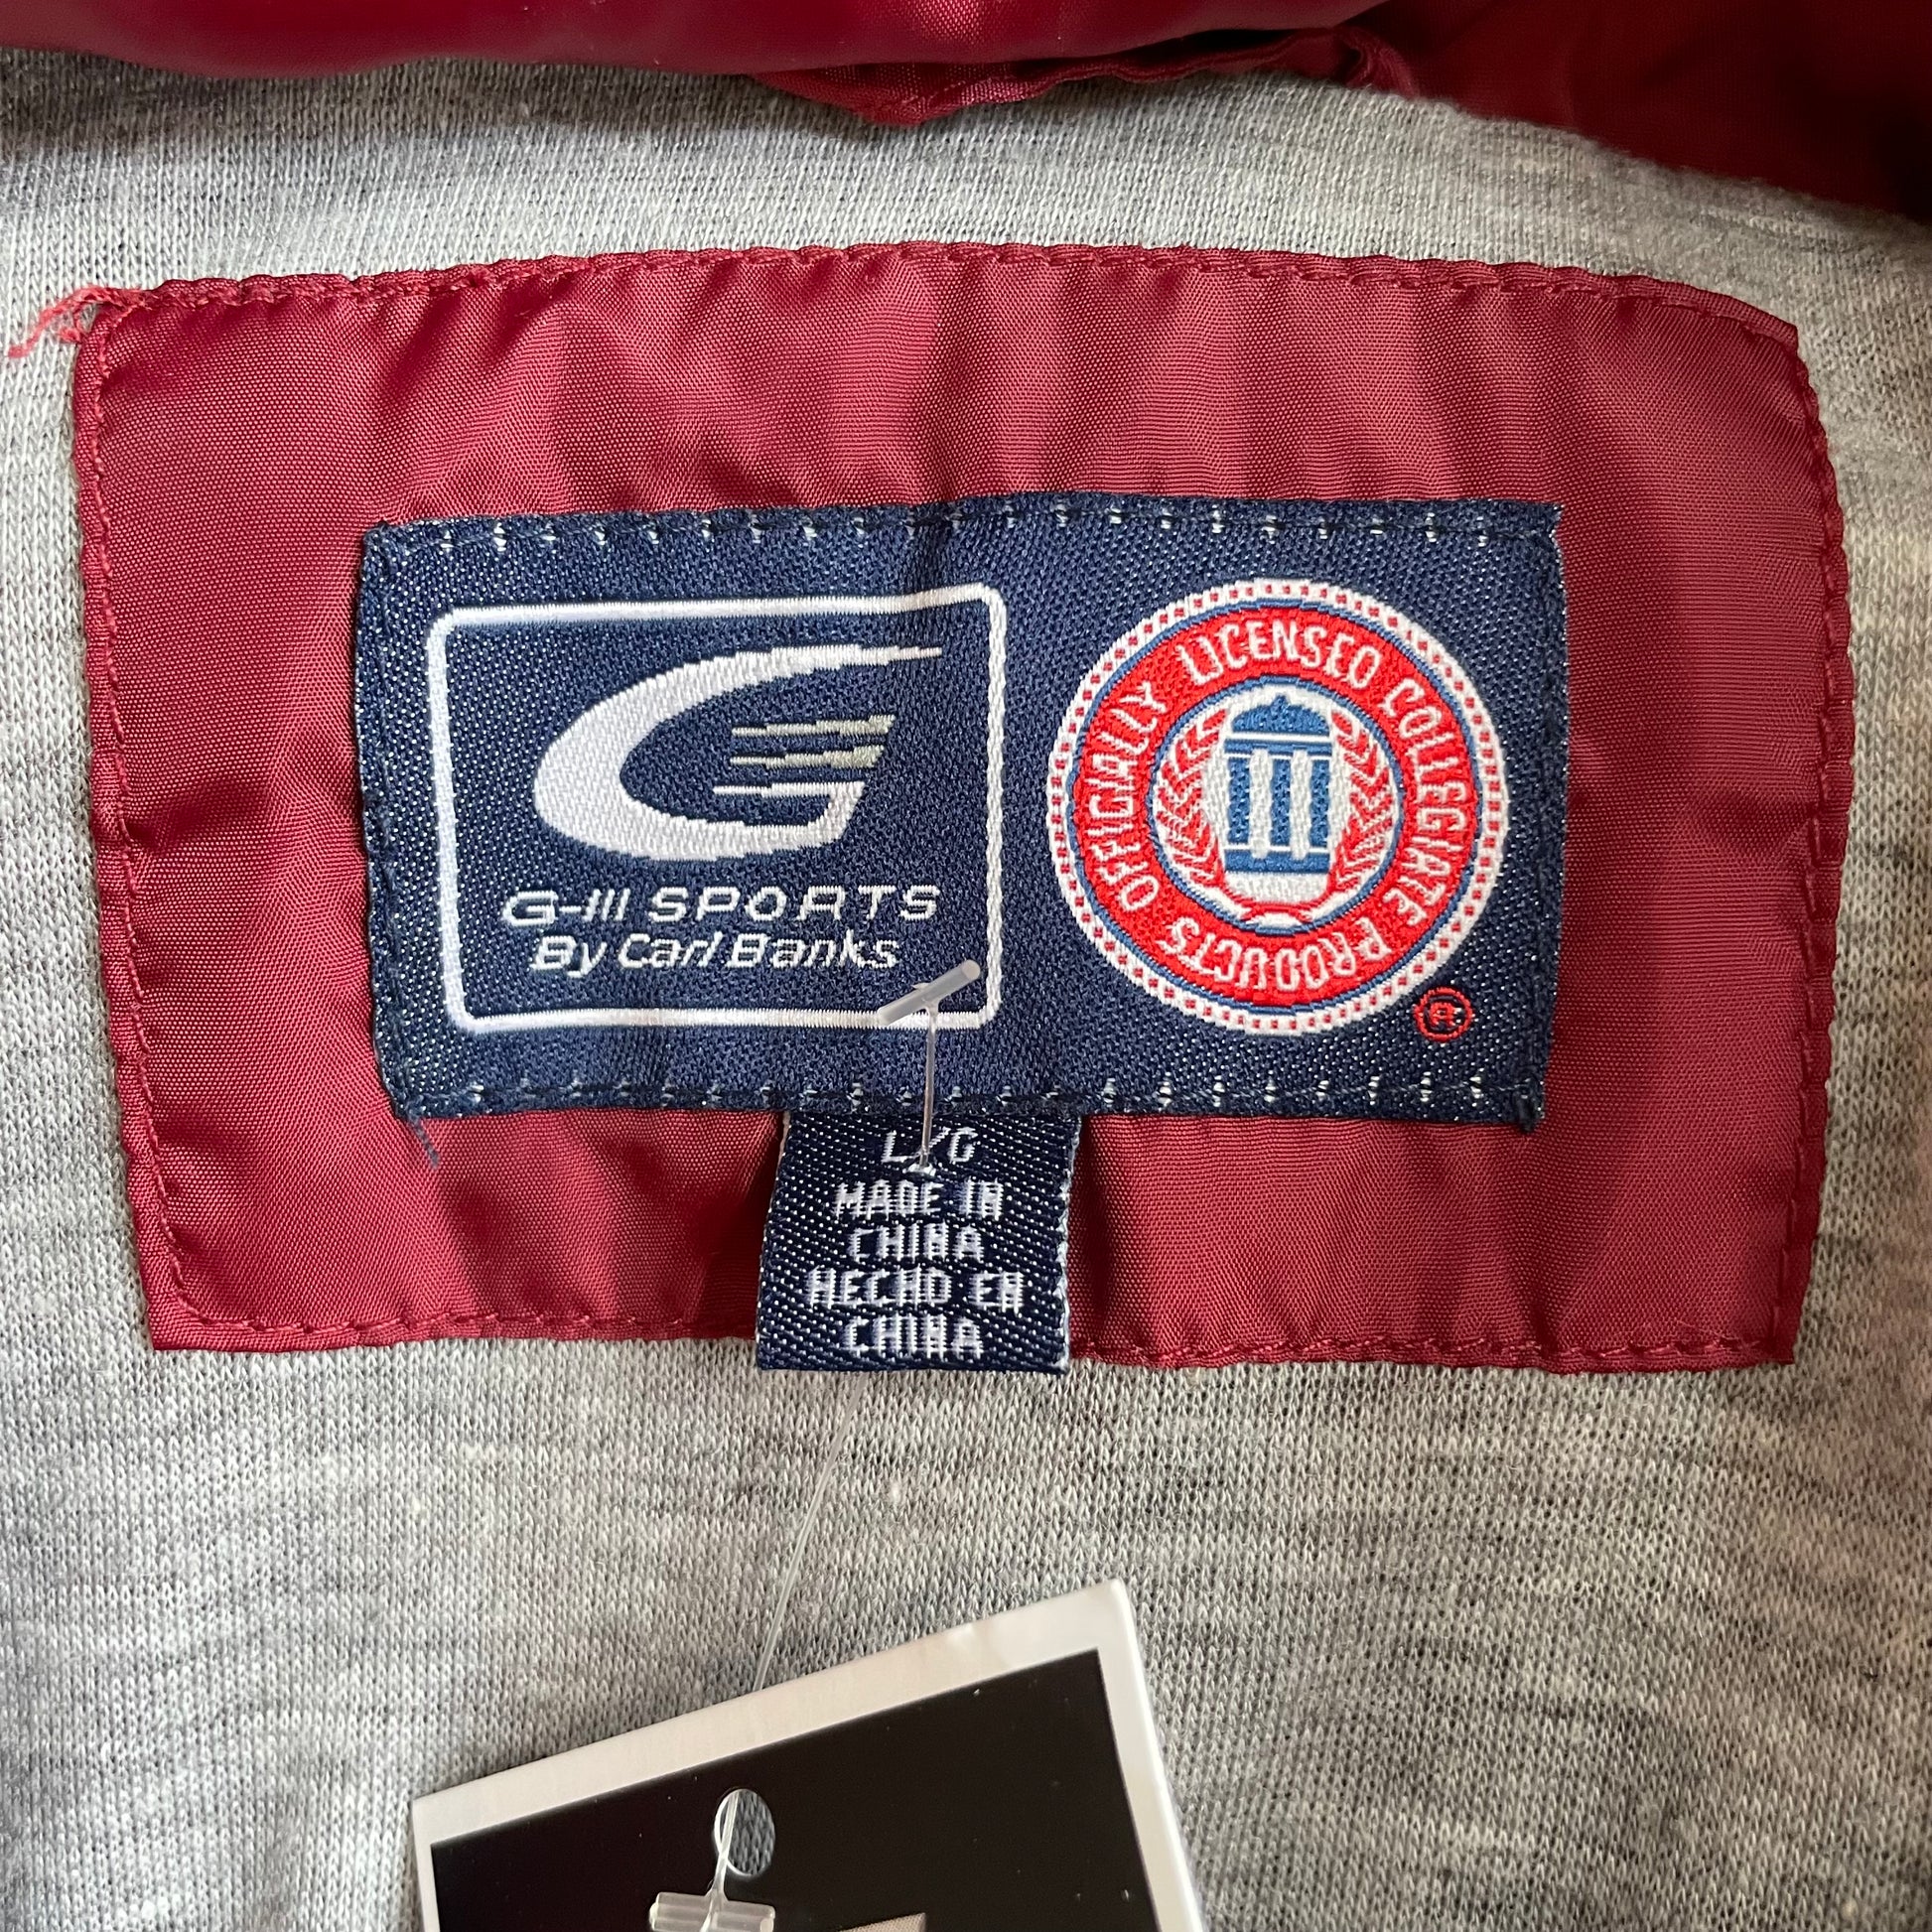 G-III SPORTS
By Carl Banks
OFFICIALLY LICENSED COLLEGIATE PRODUCTS
®
L/G
MADE IN
CHINA
HECHO EN
CHINA